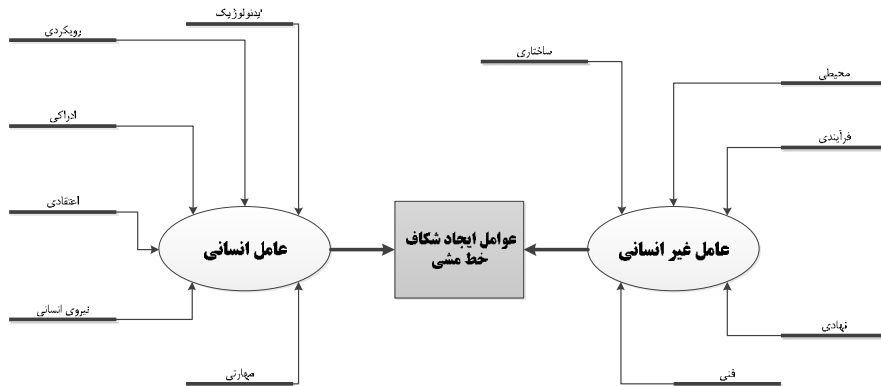 ایدئولوژیک
رویکردی
ساختاری
محیطی
ادراکی
فرآیندی
اعتقادی
عوامل ایجاد شکاف
خط مشی
عامل انسانی
عامل غیر انسانی
نیروی انسانی
نهادی
مهارتی
فنی